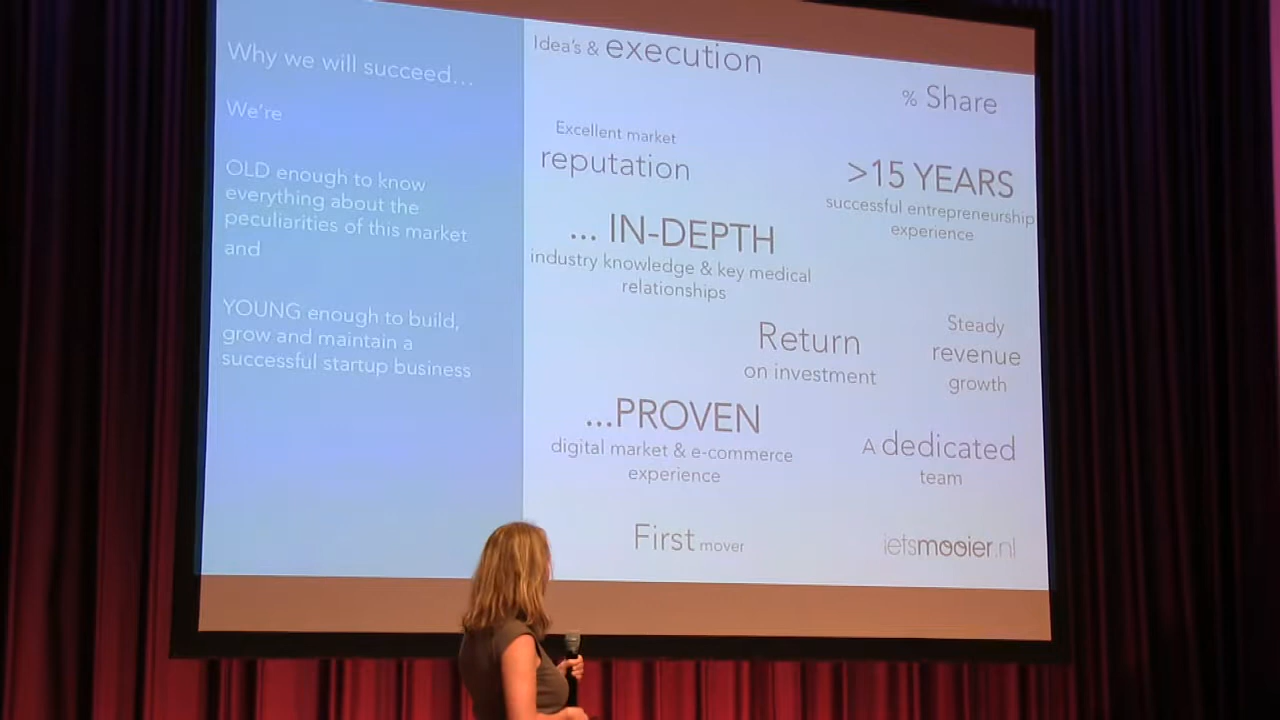 Why we will succeed...
We're
OLD enough to know
everything about the
peculiarities of this market
and
YOUNG enough to build,
grow and maintain a
successful startup business
Idea's & execution
% Share
Excellent market
reputation
>15 YEARS
successful entrepreneurship
experience
... IN-DEPTH
industry knowledge & key medical
relationships
Return
on investment
Steady
revenue
growth
...PROVEN
digital market & e-commerce
experience
A dedicated
team
First mover
ietsmooier.nl